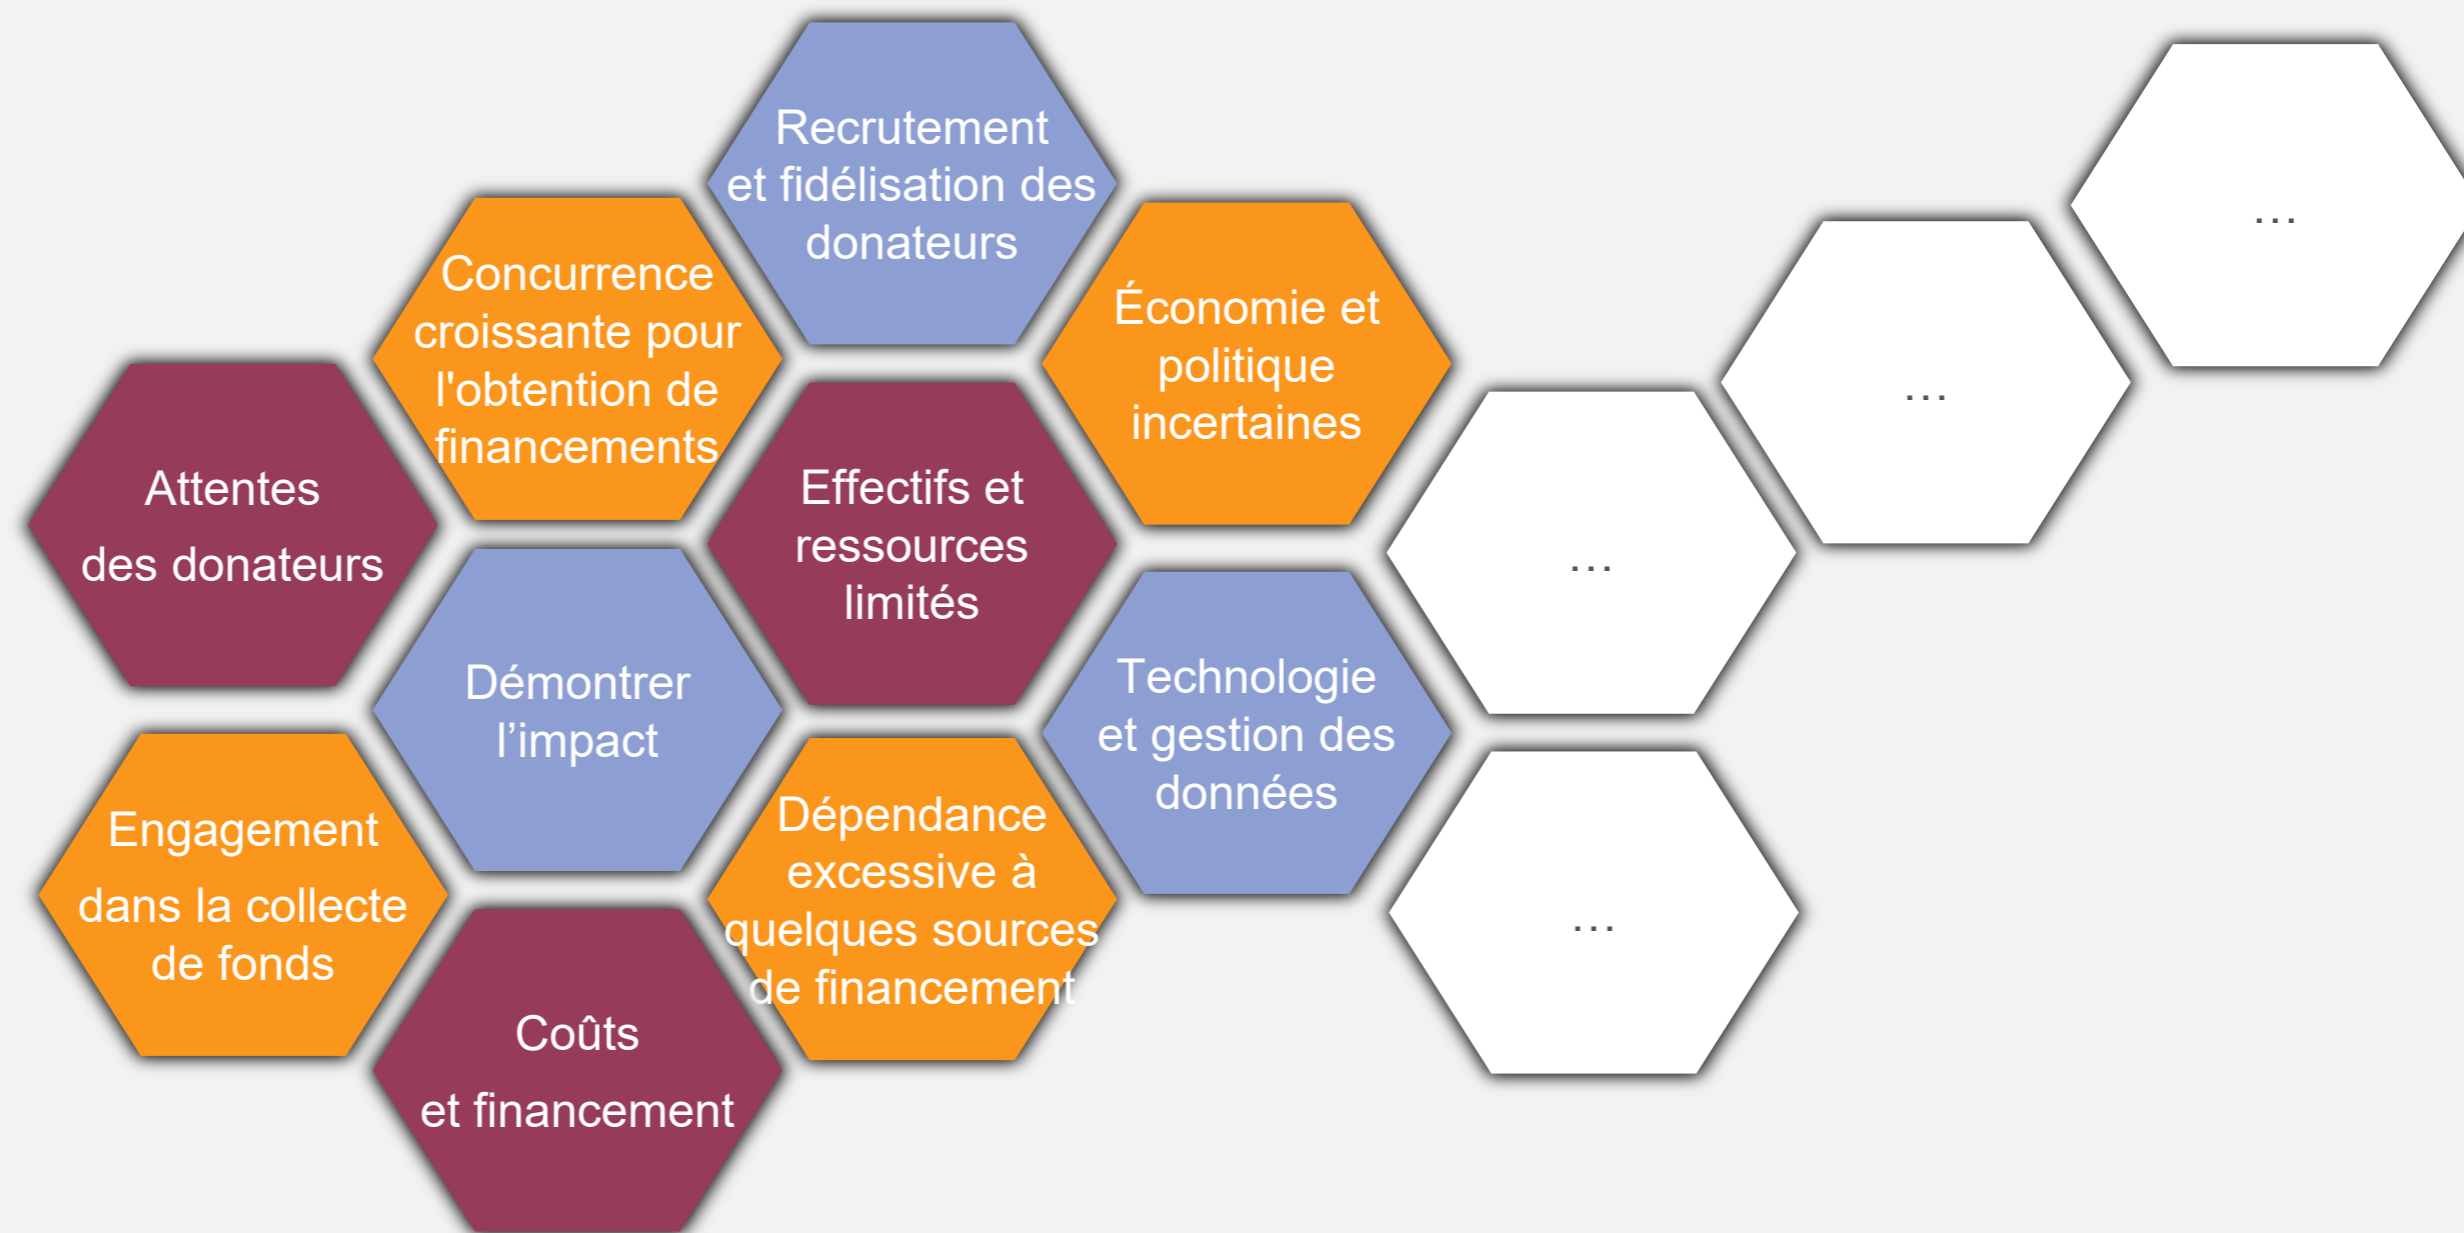 Recrutement
et fidélisation des
donateurs
Concurrence
croissante pour
l'obtention de
financements
Économie et
politique
incertaines
Attentes
des donateurs
Effectifs et
ressources
limités
Démontrer
l’impact
Technologie
et gestion des
données
Engagement
dans la collecte
de fonds
Dépendance
excessive à
quelques sources
de financement
Coûts
et financement
...
...
...
...